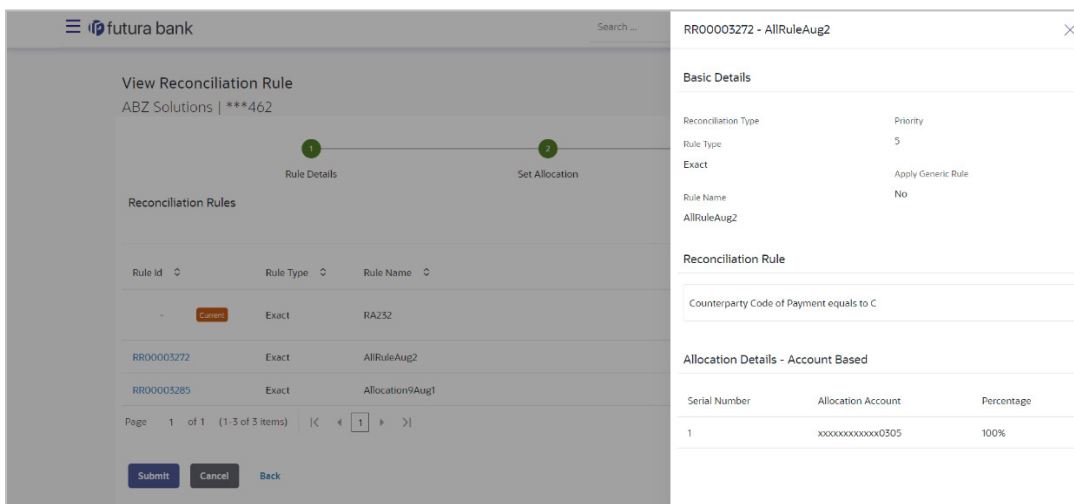 futura bank
Search ...
View Reconciliation Rule
ABZ Solutions | ***462
1
2
Rule Details
Set Allocation
Reconciliation Rules
Rule Id
Rule Type
Rule Name
-
Current
Exact
RA232
RR00003272
Exact
AllRuleAug2
RR00003285
Exact
Allocation9Aug1
Page 1 of 1 (1-3 of 3 items) 1
Submit
Cancel
Back
RR00003272 - AllRuleAug2
Basic Details
Reconciliation Type
Priority
Rule Type
5
Exact
Apply Generic Rule
Rule Name
No
AllRuleAug2
Reconciliation Rule
Counterparty Code of Payment equals to C
Allocation Details - Account Based
Serial Number
Allocation Account
Percentage
1
xxxxxxxxxxxx0305
100%